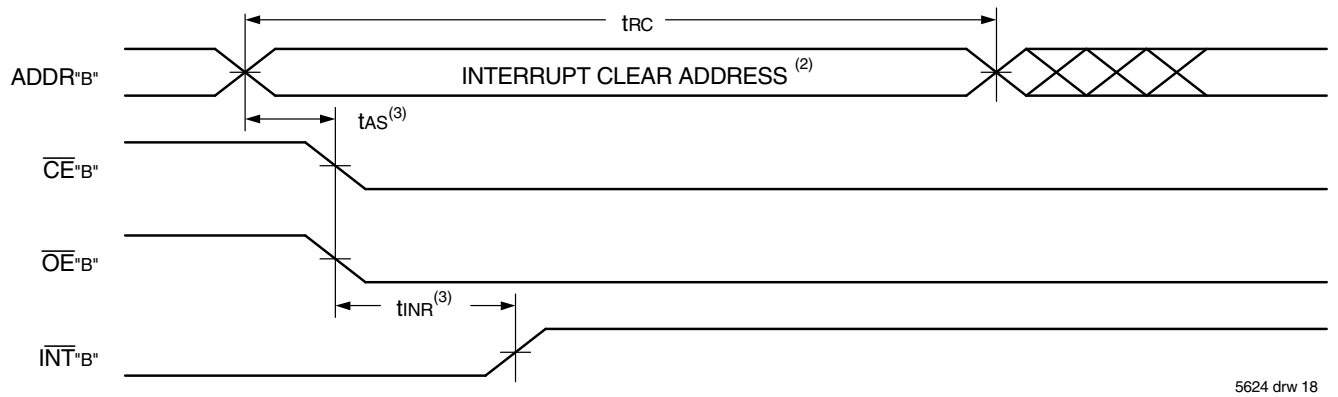 tRC
ADDR"B"
INTERRUPT CLEAR ADDRESS (2)
tAS(3)
CE"B"
OE"B"
tINR(3)
INT"B"
5624 drw 18